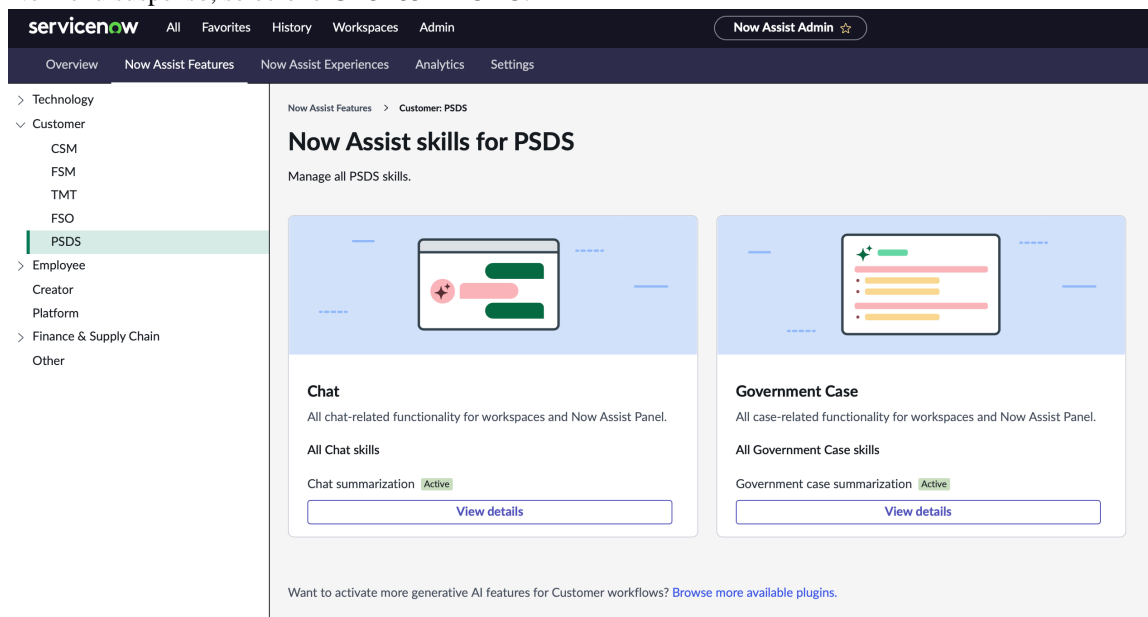 servicenow All Favorites History Workspaces Admin Now Assist Admin
Overview Now Assist Features Now Assist Experiences Analytics Settings
Technology
Customer
CSM
FSM
TMT
FSO
PSDS
Employee
Creator
Platform
Finance & Supply Chain
Other
Now Assist Features > Customer: PSDS
Now Assist skills for PSDS
Manage all PSDS skills.
Chat
All chat-related functionality for workspaces and Now Assist Panel.
All Chat skills
Chat summarization Active
View details
Government Case
All case-related functionality for workspaces and Now Assist Panel.
All Government Case skills
Government case summarization Active
View details
Want to activate more generative AI features for Customer workflows? Browse more available plugins.